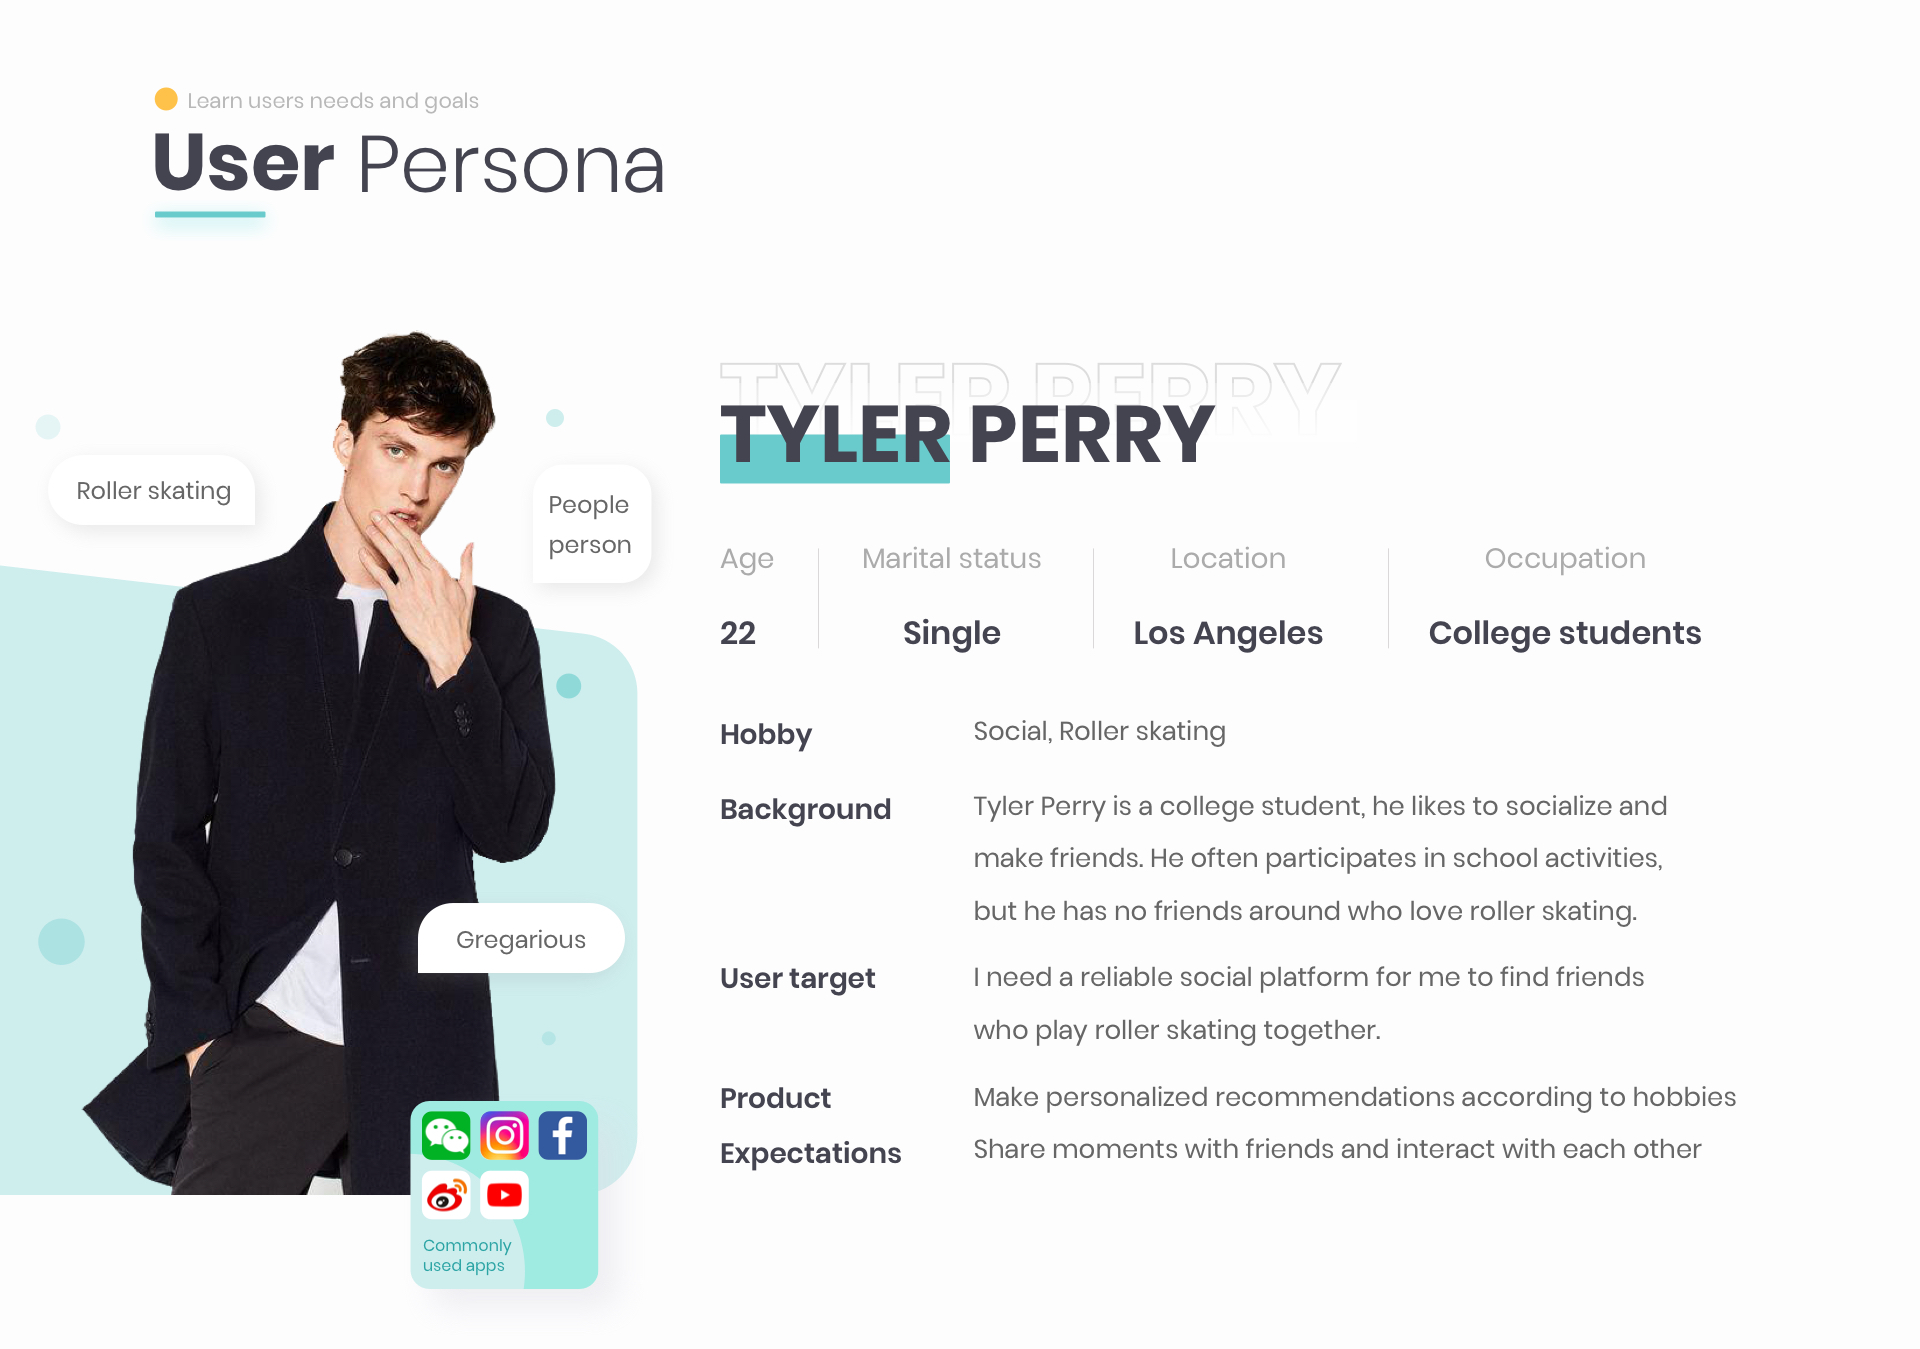 Learn users needs and goals
User Persona
Roller skating
People
person
Gregarious
Commonly
used apps
TYLER PERRY
TYLER PERRY
Age
Marital status
Location
Occupation
22
Single
Los Angeles
College students
Hobby
Social, Roller skating
Background
Tyler Perry is a college student, he likes to socialize and
make friends. He often participates in school activities,
but he has no friends around who love roller skating.
User target
I need a reliable social platform for me to find friends
who play roller skating together.
Product
Expectations
Make personalized recommendations according to hobbies
Share moments with friends and interact with each other